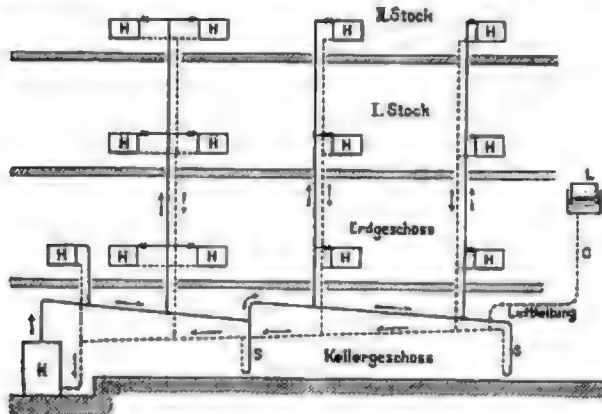 II. Stock
H H H H
I. Stock
H H H H
L
Erdgeschoss
H H H H H
G
Luftleitung
K
S
Kellergeschoss
S